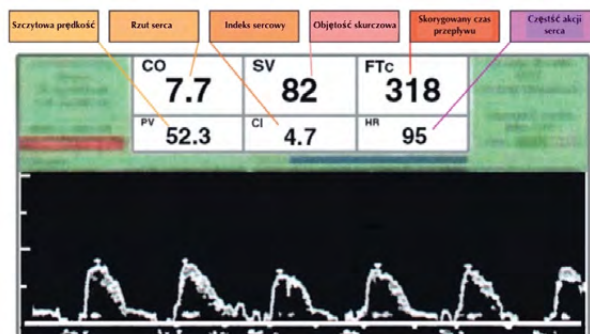 Szczytowa prędkość
Rzut serca
Indeks sercowy
Objętość skurczowa
Skorygowany czas
przepływu
Częstść akcji
serca
CO
7.7
SV
82
FTc
318
PV
52.3
CI
4.7
HR
95